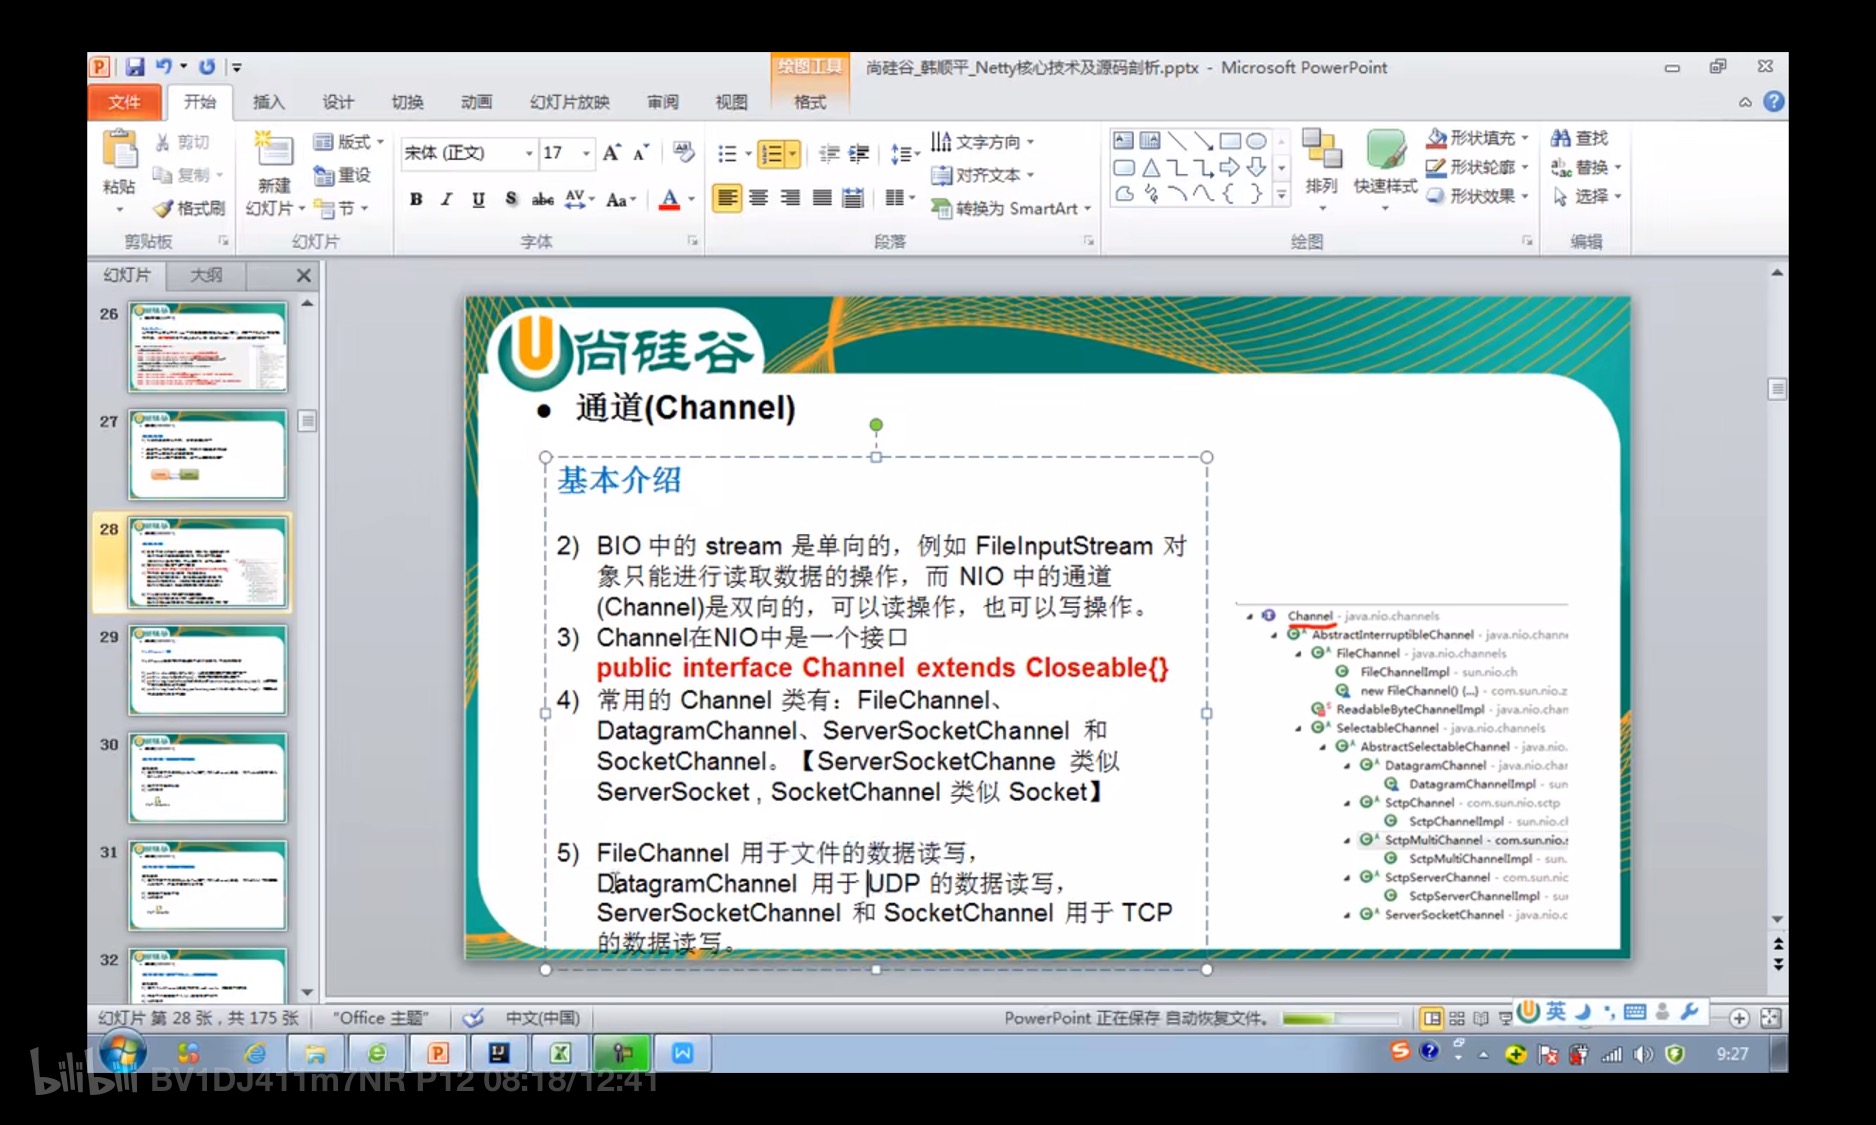 绘图工具
尚硅谷_韩顺平_Netty核心技术及源码剖析.pptx - Microsoft PowerPoint
文件 开始 插入 设计 切换 动画 幻灯片放映 审阅 视图 格式
粘贴 剪切 复制 格式刷
新建 幻灯片 版式 重设 节
宋体 (正文) 17
文字方向 对齐文本 转换为 SmartArt
排列 快速样式 形状填充 形状轮廓 形状效果
查找 替换 选择
剪贴板 幻灯片 字体 段落 绘图 编辑
幻灯片 大纲
26
27
28
29
30
31
32
尚硅谷
● 通道(Channel)
基本介绍
2) BIO 中的 stream 是单向的，例如 FileInputStream 对
象只能进行读取数据的操作，而 NIO 中的通道
(Channel)是双向的，可以读操作，也可以写操作。
3) Channel在NIO中是一个接口
public interface Channel extends Closeable{}
4) 常用的 Channel 类有：FileChannel、
DatagramChannel、ServerSocketChannel 和
SocketChannel。【ServerSocketChanne 类似
ServerSocket , SocketChannel 类似 Socket】
5) FileChannel 用于文件的数据读写，
DatagramChannel 用于 UDP 的数据读写，
ServerSocketChannel 和 SocketChannel 用于 TCP
的数据读写。
Channel - java.nio.channels
AbstractInterruptibleChannel - java.nio.channe
FileChannel - java.nio.channels
FileChannelImpl - sun.nio.ch
new FileChannel() {...} - com.sun.nio.z
ReadableByteChannelImpl - java.nio.chan
SelectableChannel - java.nio.channels
AbstractSelectableChannel - java.nio.
DatagramChannel - java.nio.char
DatagramChannelImpl - sun
SctpChannel - com.sun.nio.sctp
SctpChannelImpl - sun.nio.cl
SctpMultiChannel - com.sun.nio.s
SctpMultiChannelImpl - sun.
SctpServerChannel - com.sun.nic
SctpServerChannelImpl - su
ServerSocketChannel - java.nio.c
幻灯片 第 28 张，共 175 张 "Office 主题" 中文(中国) PowerPoint 正在保存 自动恢复文件。 英
9:27
bilibili BV1DJ411m7NR P12 08:18/12:41